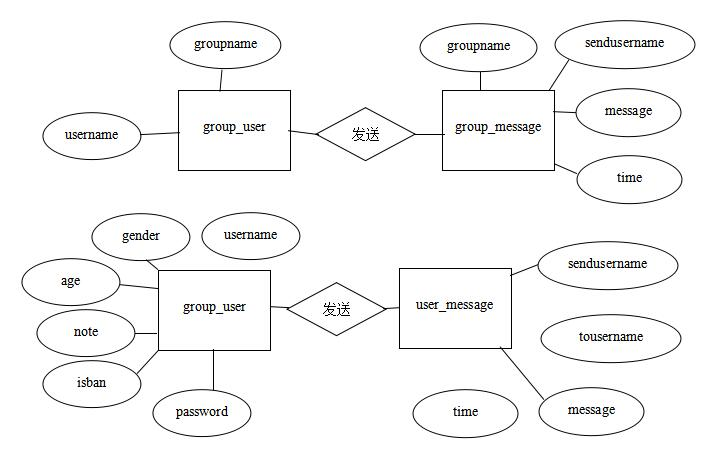 groupname
groupname
sendusername
username
group_user
发送
group_message
message
time
gender
username
age
group_user
发送
user_message
sendusername
note
tousername
isban
password
time
message